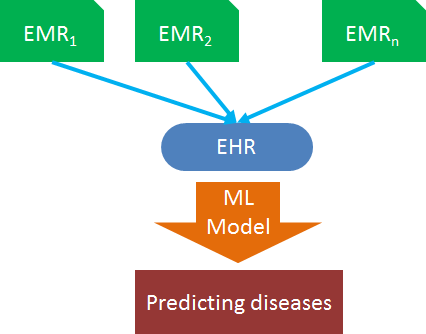 EMR₁ EMR₂ EMRₙ
EHR
ML
Model
Predicting diseases